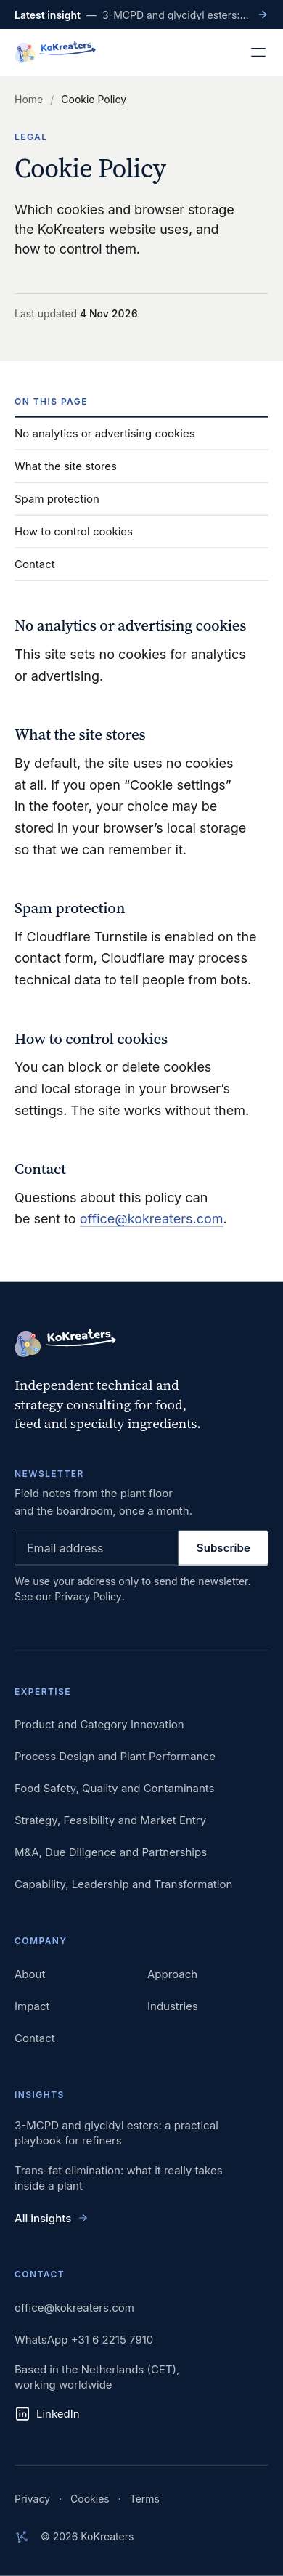 Latest insight — 3-MCPD and glycidyl esters:...
KoKreaters
Home / Cookie Policy
LEGAL
Cookie Policy
Which cookies and browser storage
the KoKreaters website uses, and
how to control them.
Last updated 4 Nov 2026
ON THIS PAGE
No analytics or advertising cookies
What the site stores
Spam protection
How to control cookies
Contact
No analytics or advertising cookies
This site sets no cookies for analytics
or advertising.
What the site stores
By default, the site uses no cookies
at all. If you open “Cookie settings”
in the footer, your choice may be
stored in your browser’s local storage
so that we can remember it.
Spam protection
If Cloudflare Turnstile is enabled on the
contact form, Cloudflare may process
technical data to tell people from bots.
How to control cookies
You can block or delete cookies
and local storage in your browser’s
settings. The site works without them.
Contact
Questions about this policy can
be sent to office@kokreaters.com.
KoKreaters
Independent technical and
strategy consulting for food,
feed and specialty ingredients.
NEWSLETTER
Field notes from the plant floor
and the boardroom, once a month.
Email address Subscribe
We use your address only to send the newsletter.
See our Privacy Policy.
EXPERTISE
Product and Category Innovation
Process Design and Plant Performance
Food Safety, Quality and Contaminants
Strategy, Feasibility and Market Entry
M&A, Due Diligence and Partnerships
Capability, Leadership and Transformation
COMPANY
About Approach
Impact Industries
Contact
INSIGHTS
3-MCPD and glycidyl esters: a practical
playbook for refiners
Trans-fat elimination: what it really takes
inside a plant
All insights
CONTACT
office@kokreaters.com
WhatsApp +31 6 2215 7910
Based in the Netherlands (CET),
working worldwide
LinkedIn
Privacy · Cookies · Terms
© 2026 KoKreaters